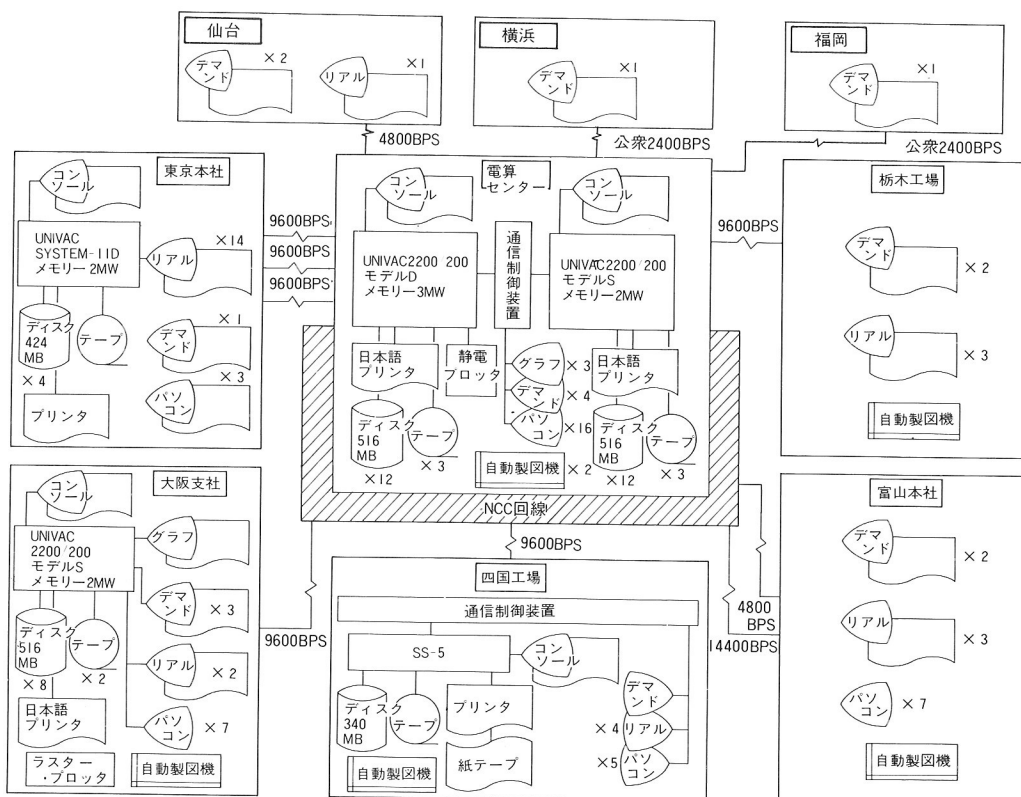 仙台
デマンド
×2
リアル
×1
横浜
デマンド
×1
福岡
デマンド
×1
4800BPS
公衆2400BPS
公衆2400BPS
東京本社
コンソール
UNIVAC
SYSTEM-11D
メモリー2MW
×14
リアル
ディスク
424
MB
×4
テープ
×1
デマンド
×3
パソコン
プリンタ
9600BPS
9600BPS
9600BPS
電算
センター
コンソール
コンソール
UNIVAC2200 200
モデルD
メモリー3MW
通信制御装置
UNIVAC2200/200
モデルS
メモリー2MW
日本語
プリンタ
静電
プロッタ
グラフ
×3
デマンド
×4
パソコン
×16
日本語
プリンタ
ディスク
516
MB
×12
テープ
×3
自動製図機
×2
ディスク
516
MB
×12
テープ
×3
NCC回線
9600BPS
栃木工場
デマンド
×2
リアル
×3
自動製図機
大阪支社
コンソール
UNIVAC
2200/200
モデルS
メモリー2MW
グラフ
デマンド
×3
ディスク
516
MB
×8
テープ
×2
リアル
×2
日本語
プリンタ
パソコン
×7
ラスター
・プロッタ
自動製図機
9600BPS
9600BPS
四国工場
通信制御装置
SS-5
コンソール
ディスク
340
MB
テープ
プリンタ
紙テープ
デマンド
×4
リアル
×5
パソコン
自動製図機
4800
BPS
14400BPS
富山本社
デマンド
×2
リアル
×3
パソコン
×7
自動製図機